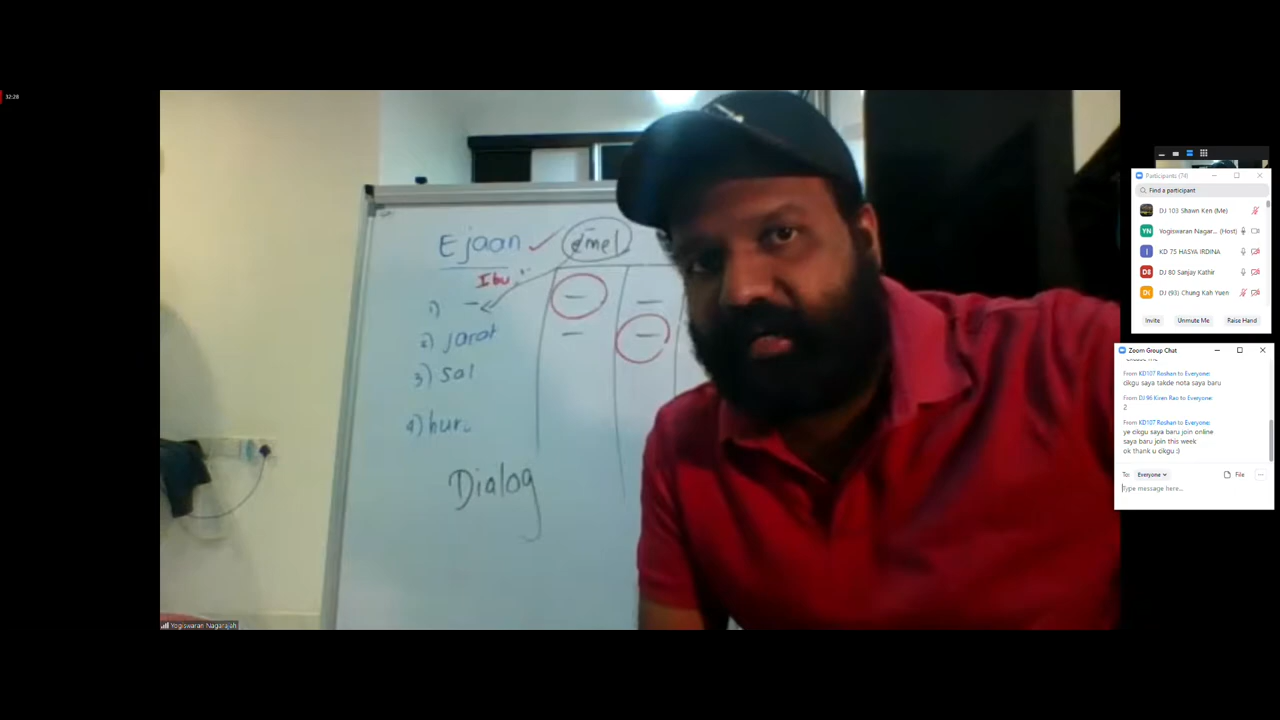 32:28
Participants (74)
Find a participant
DJ 103 Shawn Ken (Me)
YN Yogiswaran Nagar... (Host)
I KD 75 HASYA IRDINA
DS DJ 80 Sanjay Kathir
DJ (93) Chung Kah Yuen
Invite Unmute Me Raise Hand
Zoom Group Chat
From KD107 Roshan to Everyone:
cikgu saya takde nota saya baru
From DJ 96 Kiren Rao to Everyone:
2
From KD107 Roshan to Everyone:
ye cikgu saya baru join online
saya baru join this week
ok thank u cikgu :)
To: Everyone File ...
Type message here...
Ejaan emel
Ibu
1)
2) jarat
3) sal
4) hur
Dialog
Yogiswaran Nagarajah